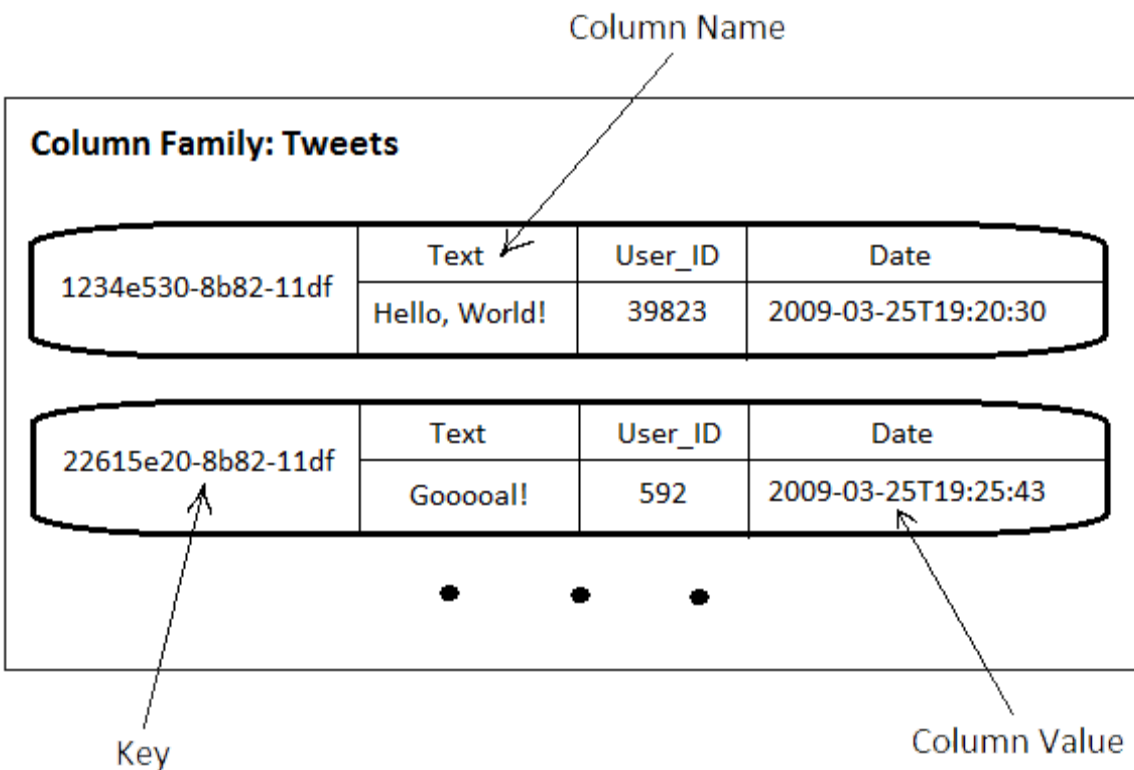 Column Name
Column Family: Tweets
Text User_ID Date
1234e530-8b82-11df
Hello, World! 39823 2009-03-25T19:20:30
Text User_ID Date
22615e20-8b82-11df
Gooooal! 592 2009-03-25T19:25:43
Key
Column Value